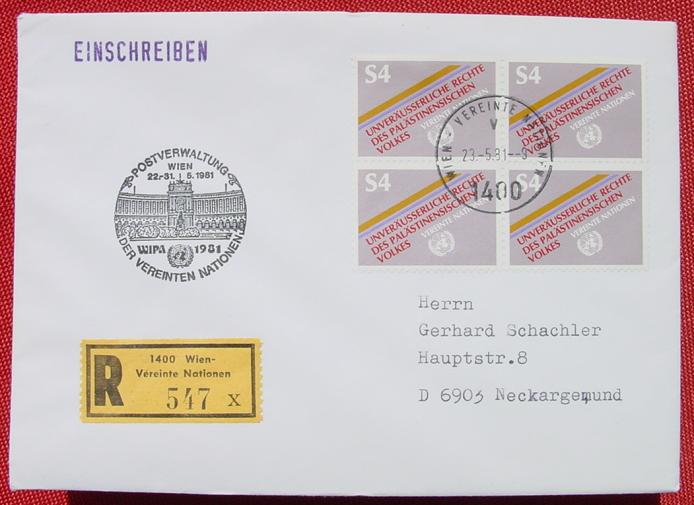 EINSCHREIBEN
S4
UNVERÄUSSERLICHE RECHTE
DES PALÄSTINENSISCHEN
VOLKES
VEREINTE NATIONEN
S4
UNVERÄUSSERLICHE RECHTE
DES PALÄSTINENSISCHEN
VOLKES
VEREINTE NATIONEN
S4
UNVERÄUSSERLICHE RECHTE
DES PALÄSTINENSISCHEN
VOLKES
VEREINTE NATIONEN
S4
UNVERÄUSSERLICHE RECHTE
DES PALÄSTINENSISCHEN
VOLKES
VEREINTE NATIONEN
WIEN - VEREINTE NATIONEN
V
23.-5.81--9
1400
POSTVERWALTUNG
WIEN
22.-31. 5. 1981
WIPA 1981
DER VEREINTEN NATIONEN
Herrn
Gerhard Schachler
Hauptstr.8
D 6903 Neckargemund
R
1400 Wien-
Vereinte Nationen
547 x